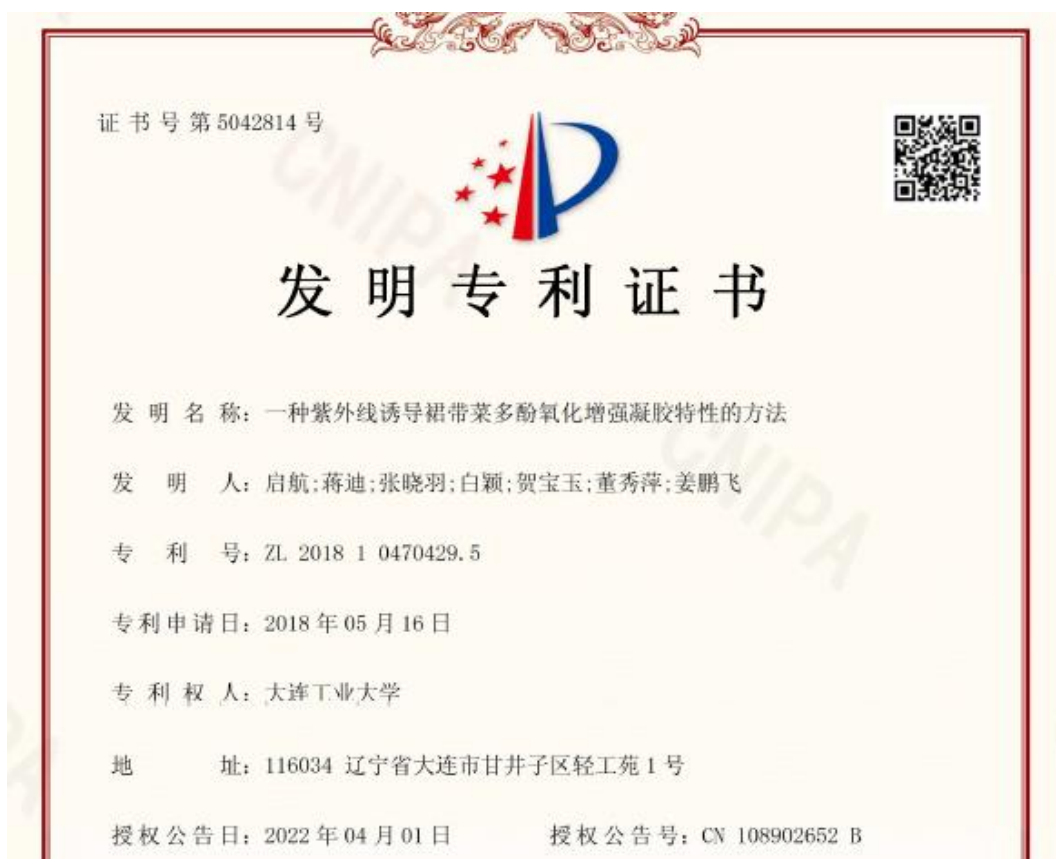 证书号第5042814号
发明专利证书
发明名称：一种紫外线诱导裙带菜多酚氧化增强凝胶特性的方法
发明人：启航;蒋迪;张晓羽;白颖;贺宝玉;董秀萍;姜鹏飞
专利号：ZL 2018 1 0470429.5
专利申请日：2018年05月16日
专利权人：大连工业大学
地址：116034 辽宁省大连市甘井子区轻工苑1号
授权公告日：2022年04月01日 授权公告号：CN 108902652 B
CNIPA
CNIPA
PA